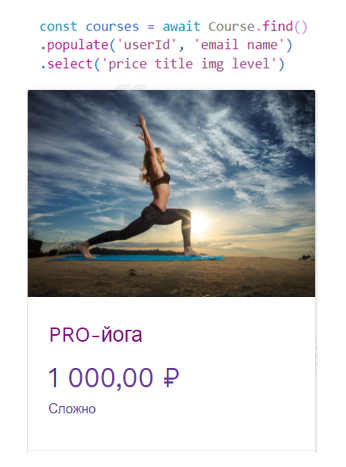 const courses = await Course.find()
.populate('userId', 'email name')
.select('price title img level')
PRO-йога
1 000,00 ₽
Сложно